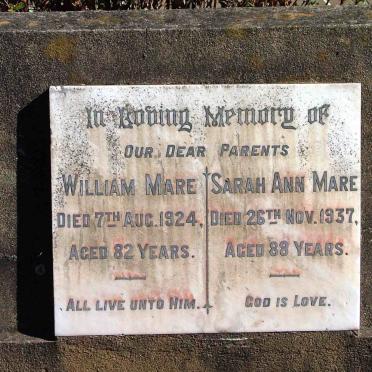 In Loving Memory of
OUR DEAR PARENTS
WILLIAM MARE
DIED 7TH AUG. 1924,
AGED 82 YEARS.
ALL LIVE UNTO HIM.
SARAH ANN MARE
DIED 26TH NOV. 1937,
AGED 88 YEARS.
GOD IS LOVE.